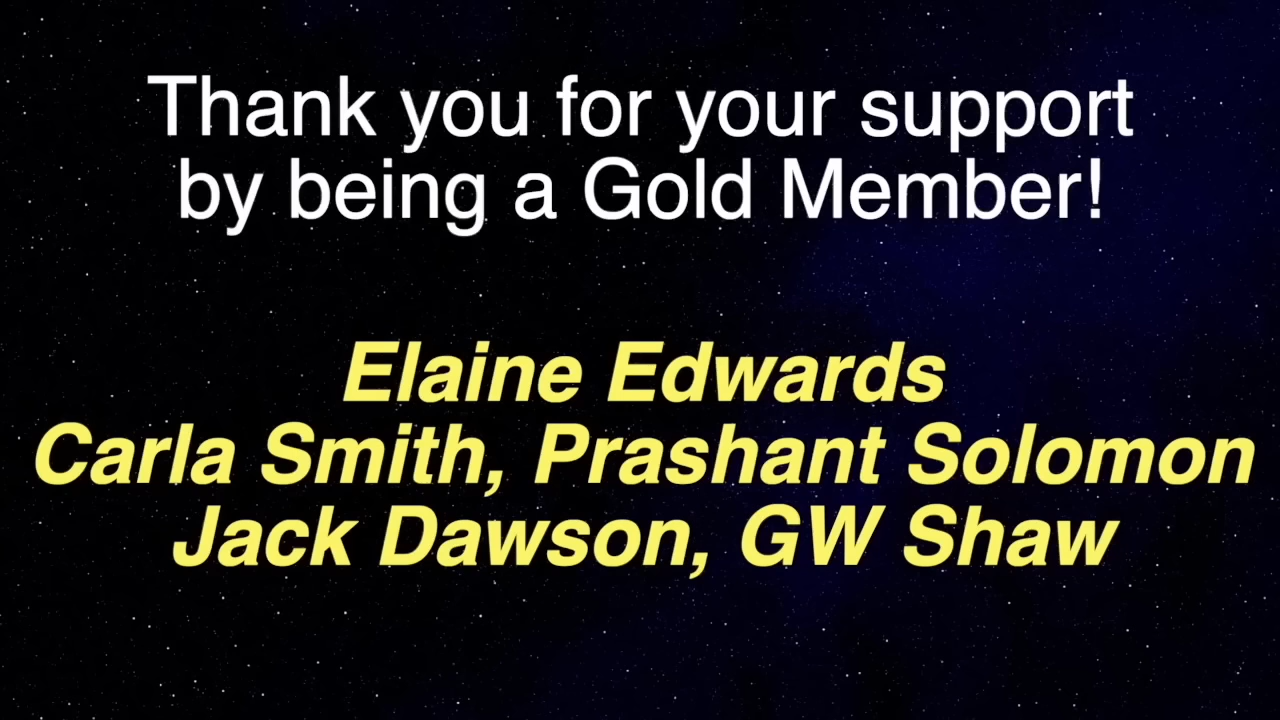 Thank you for your support
by being a Gold Member!
Elaine Edwards
Carla Smith, Prashant Solomon
Jack Dawson, GW Shaw